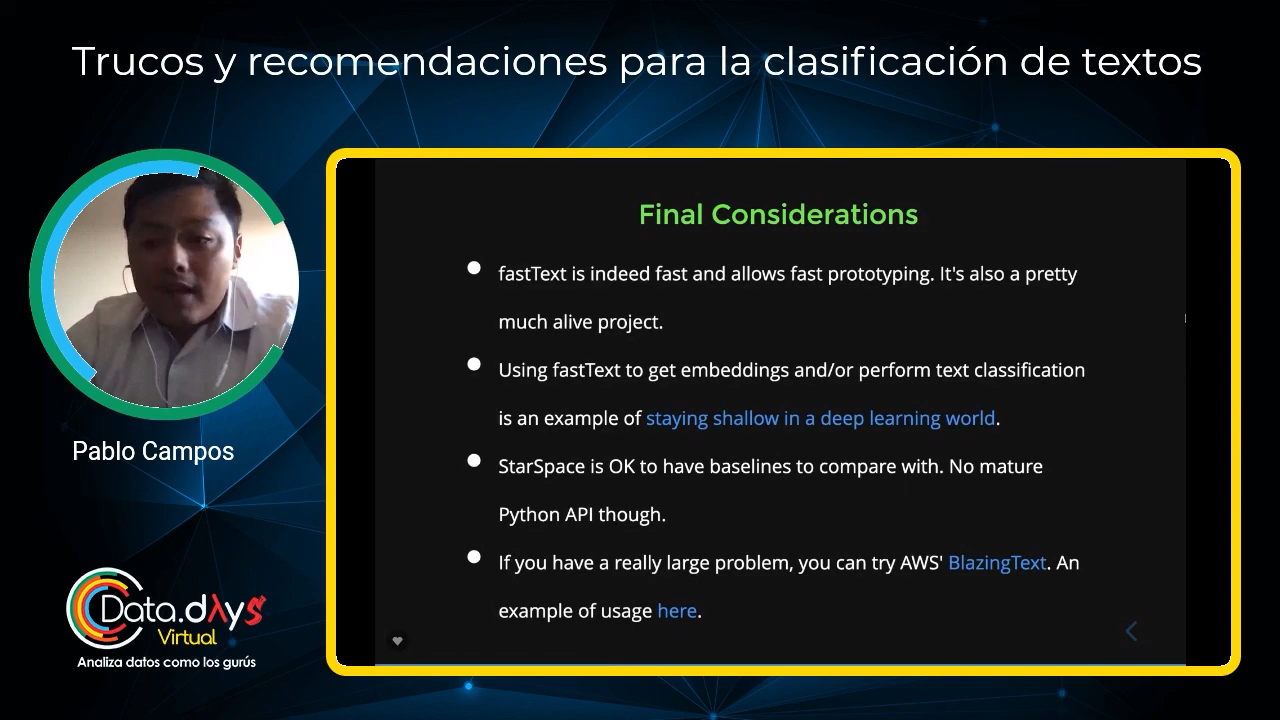 Trucos y recomendaciones para la clasificación de textos
Final Considerations
fastText is indeed fast and allows fast prototyping. It's also a pretty
much alive project.
Using fastText to get embeddings and/or perform text classification
is an example of staying shallow in a deep learning world.
StarSpace is OK to have baselines to compare with. No mature
Python API though.
If you have a really large problem, you can try AWS' BlazingText. An
example of usage here.
Pablo Campos
Data.dAyS
Virtual
Analiza datos como los gurús